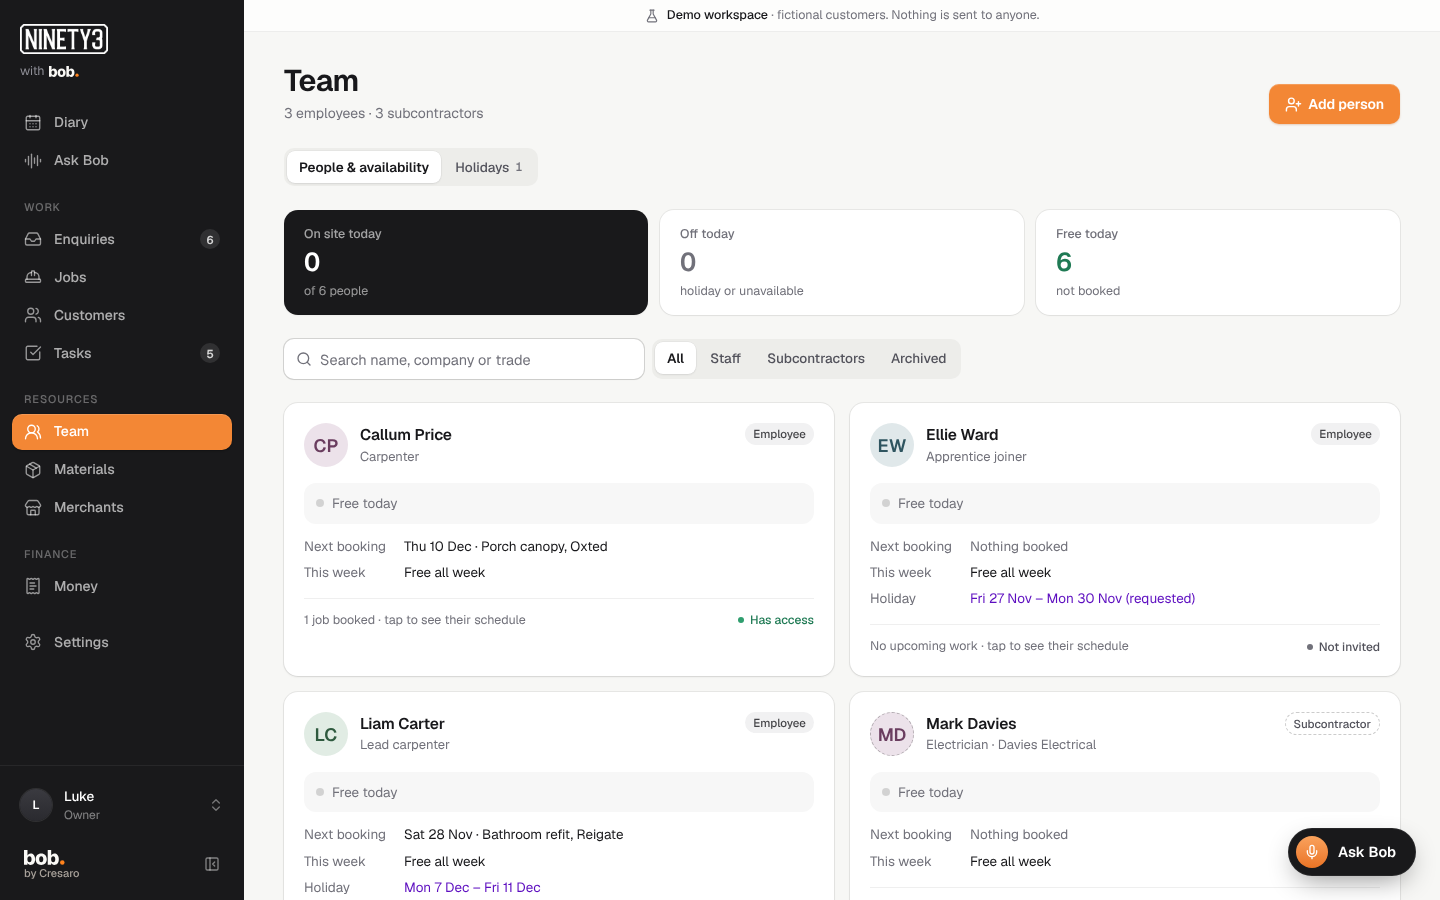 NINETY3
with bob.
Diary
Ask Bob
WORK
Enquiries 6
Jobs
Customers
Tasks 5
RESOURCES
Team
Materials
Merchants
FINANCE
Money
Settings
L
Luke
Owner
bob.
by Cresaro
Demo workspace · fictional customers. Nothing is sent to anyone.
Team
3 employees · 3 subcontractors
Add person
People & availability
Holidays 1
On site today
0
of 6 people
Off today
0
holiday or unavailable
Free today
6
not booked
Search name, company or trade
All
Staff
Subcontractors
Archived
CP
Callum Price
Carpenter
Employee
Free today
Next booking Thu 10 Dec · Porch canopy, Oxted
This week Free all week
1 job booked · tap to see their schedule
Has access
EW
Ellie Ward
Apprentice joiner
Employee
Free today
Next booking Nothing booked
This week Free all week
Holiday Fri 27 Nov – Mon 30 Nov (requested)
No upcoming work · tap to see their schedule
Not invited
LC
Liam Carter
Lead carpenter
Employee
Free today
Next booking Sat 28 Nov · Bathroom refit, Reigate
This week Free all week
Holiday Mon 7 Dec – Fri 11 Dec
MD
Mark Davies
Electrician · Davies Electrical
Subcontractor
Free today
Next booking Nothing booked
This week Free all week
Ask Bob